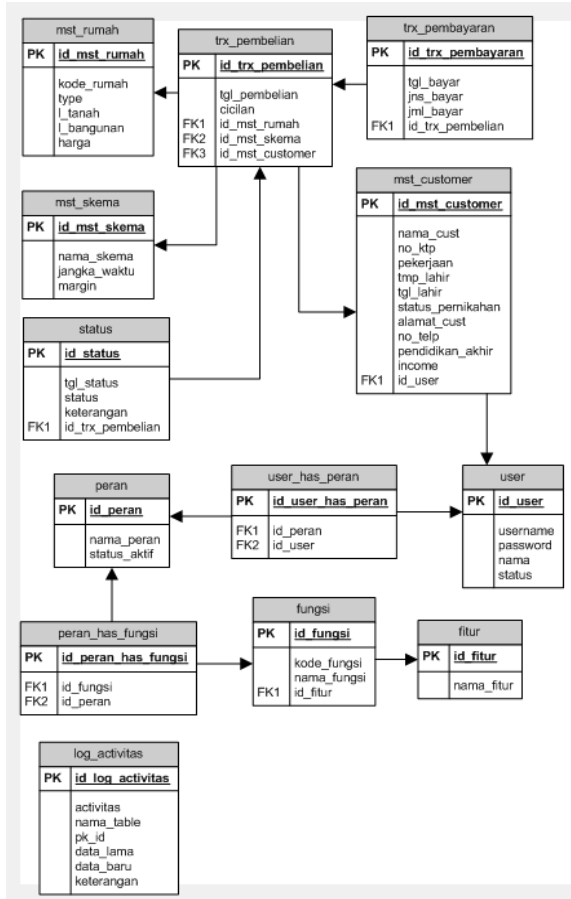 mst_rumah
PK id_mst_rumah
kode_rumah
type
l_tanah
l_bangunan
harga
trx_pembelian
PK id_trx_pembelian
tgl_pembelian
cicilan
FK1 id_mst_rumah
FK2 id_mst_skema
FK3 id_mst_customer
trx_pembayaran
PK id_trx_pembayaran
tgl_bayar
jns_bayar
jml_bayar
FK1 id_trx_pembelian
mst_skema
PK id_mst_skema
nama_skema
jangka_waktu
margin
mst_customer
PK id_mst_customer
nama_cust
no_ktp
pekerjaan
tmp_lahir
tgl_lahir
status_pernikahan
alamat_cust
no_telp
pendidikan_akhir
income
FK1 id_user
status
PK id_status
tgl_status
status
keterangan
FK1 id_trx_pembelian
peran
PK id_peran
nama_peran
status_aktif
user_has_peran
PK id_user_has_peran
FK1 id_peran
FK2 id_user
user
PK id_user
username
password
nama
status
peran_has_fungsi
PK id_peran_has_fungsi
FK1 id_fungsi
FK2 id_peran
fungsi
PK id_fungsi
kode_fungsi
nama_fungsi
FK1 id_fitur
fitur
PK id_fitur
nama_fitur
log_activitas
PK id_log_activitas
activitas
nama_table
pk_id
data_lama
data_baru
keterangan